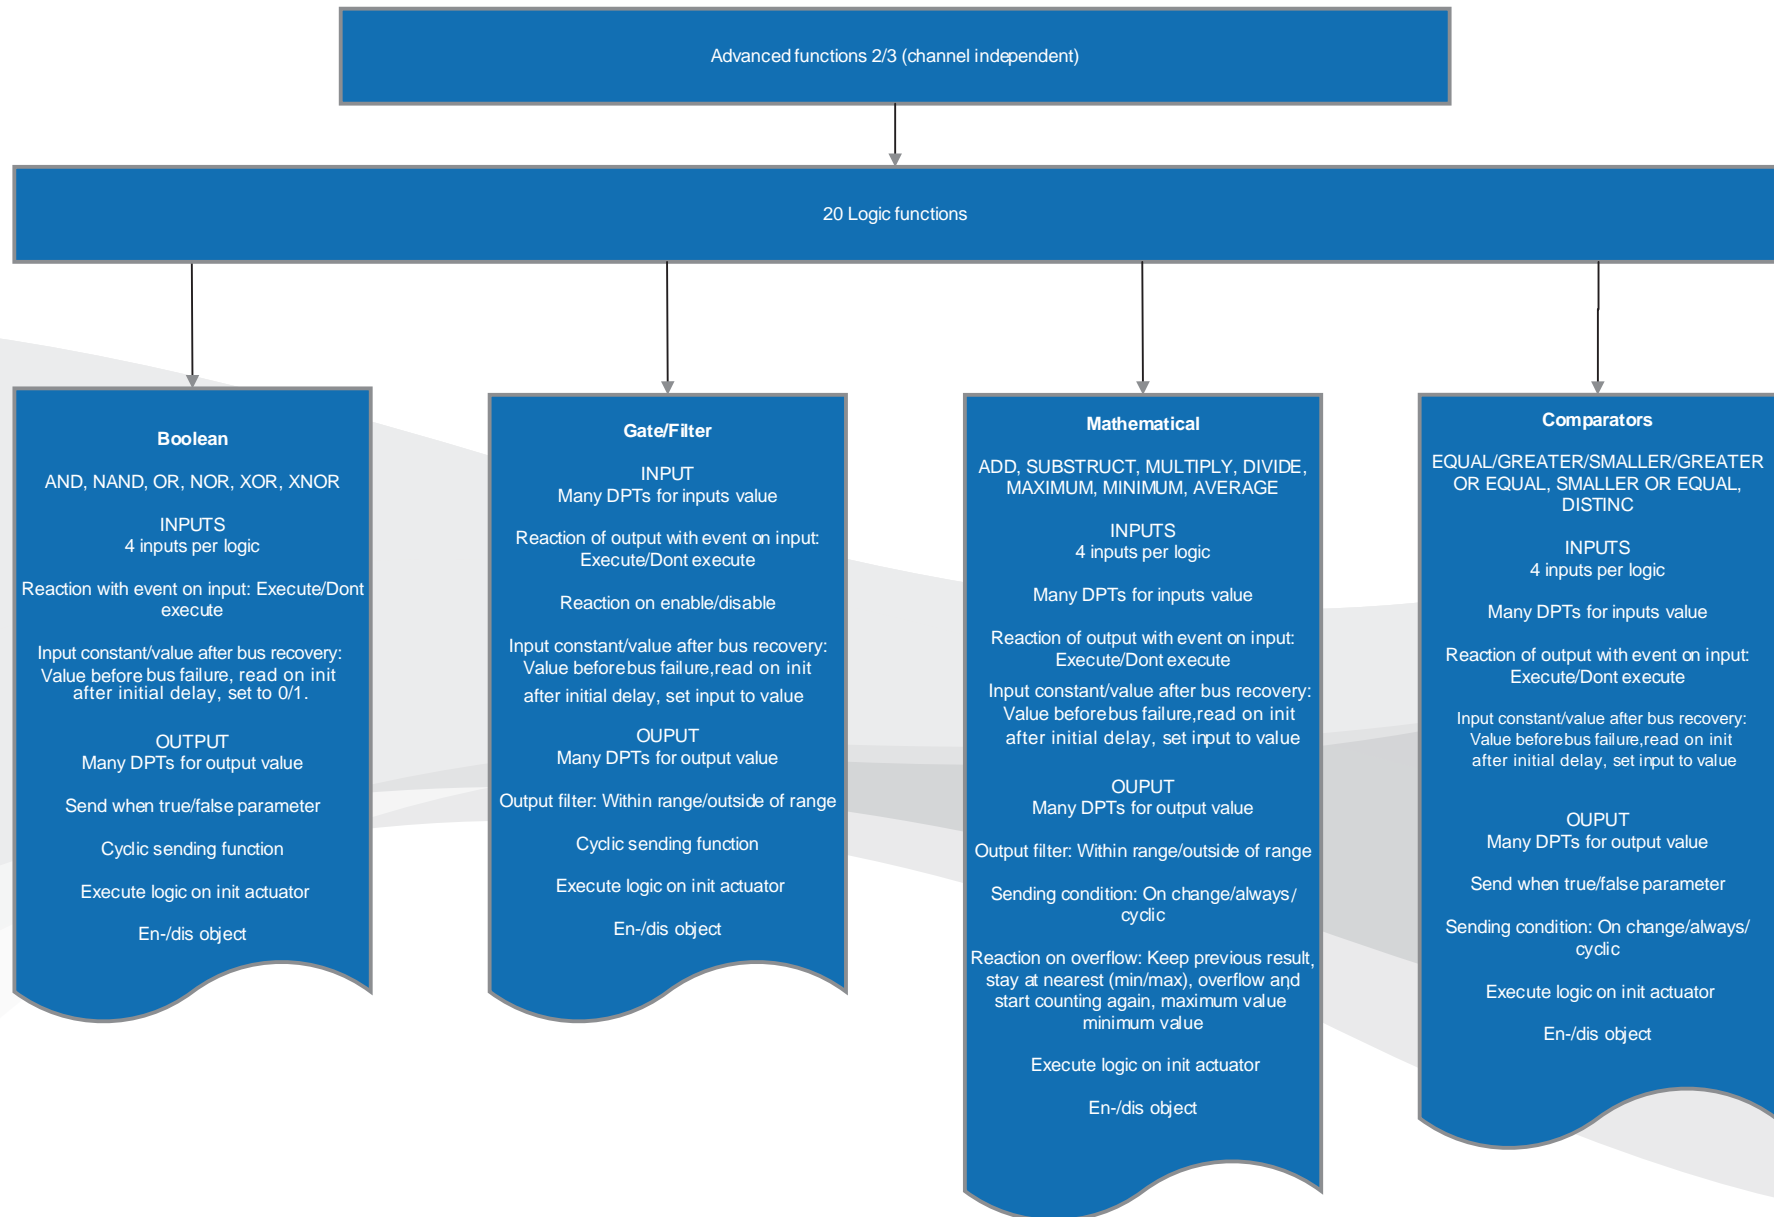 Advanced functions 2/3 (channel independent)
20 Logic functions
Boolean
AND, NAND, OR, NOR, XOR, XNOR
INPUTS
4 inputs per logic
Reaction with event on input: Execute/Dont
execute
Input constant/value after bus recovery:
Value before bus failure, read on init
after initial delay, set to 0/1.
OUTPUT
Many DPTs for output value
Send when true/false parameter
Cyclic sending function
Execute logic on init actuator
En-/dis object
Gate/Filter
INPUT
Many DPTs for inputs value
Reaction of output with event on input:
Execute/Dont execute
Reaction on enable/disable
Input constant/value after bus recovery:
Value before bus failure, read on init
after initial delay, set input to value
OUPUT
Many DPTs for output value
Output filter: Within range/outside of range
Cyclic sending function
Execute logic on init actuator
En-/dis object
Mathematical
ADD, SUBSTRUCT, MULTIPLY, DIVIDE,
MAXIMUM, MINIMUM, AVERAGE
INPUTS
4 inputs per logic
Many DPTs for inputs value
Reaction of output with event on input:
Execute/Dont execute
Input constant/value after bus recovery:
Value before bus failure, read on init
after initial delay, set input to value
OUPUT
Many DPTs for output value
Output filter: Within range/outside of range
Sending condition: On change/always/
cyclic
Reaction on overflow: Keep previous result,
stay at nearest (min/max), overflow and
start counting again, maximum value,
minimum value
Execute logic on init actuator
En-/dis object
Comparators
EQUAL/GREATER/SMALLER/GREATER
OR EQUAL, SMALLER OR EQUAL,
DISTINC
INPUTS
4 inputs per logic
Many DPTs for inputs value
Reaction of output with event on input:
Execute/Dont execute
Input constant/value after bus recovery:
Value before bus failure, read on init
after initial delay, set input to value
OUPUT
Many DPTs for output value
Send when true/false parameter
Sending condition: On change/always/
cyclic
Execute logic on init actuator
En-/dis object